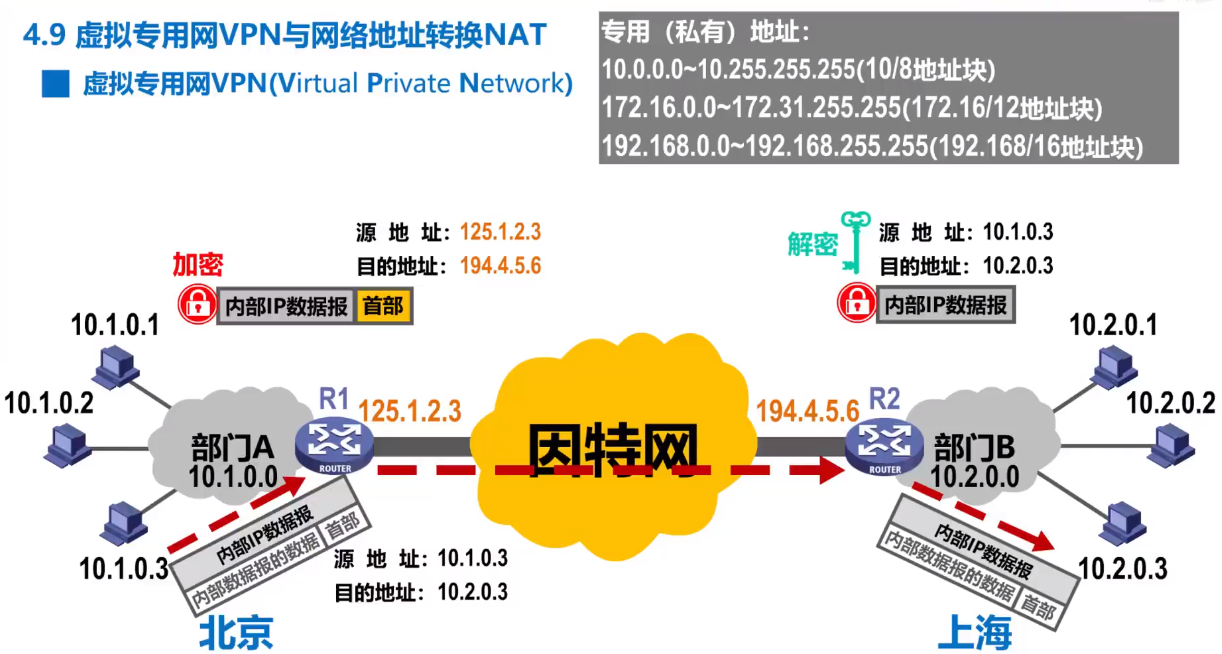 4.9 虚拟专用网VPN与网络地址转换NAT
虚拟专用网VPN(Virtual Private Network)
专用（私有）地址：
10.0.0.0~10.255.255.255(10/8地址块)
172.16.0.0~172.31.255.255(172.16/12地址块)
192.168.0.0~192.168.255.255(192.168/16地址块)
源 地 址：125.1.2.3
目的地址：194.4.5.6
加密
内部IP数据报 首部
解密
源 地 址：10.1.0.3
目的地址：10.2.0.3
内部IP数据报
10.1.0.1
10.1.0.2
10.1.0.3
部门A
10.1.0.0
R1
ROUTER
125.1.2.3
因特网
194.4.5.6
R2
ROUTER
部门B
10.2.0.0
10.2.0.1
10.2.0.2
10.2.0.3
内部IP数据报
内部数据报的数据 首部
源 地 址：10.1.0.3
目的地址：10.2.0.3
内部IP数据报
内部数据报的数据 首部
北京
上海